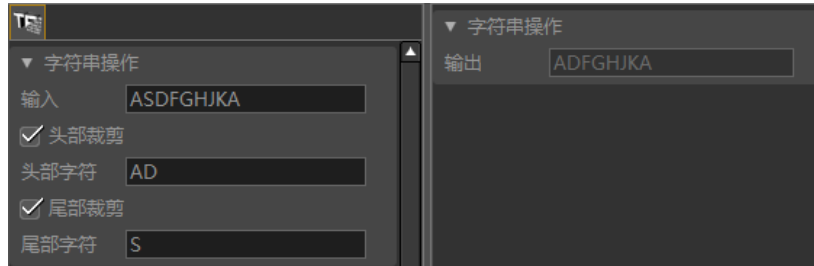 字符串操作
输入 ASDFGHJKA
头部裁剪
头部字符 AD
尾部裁剪
尾部字符 S
字符串操作
输出 ADFGHJKA